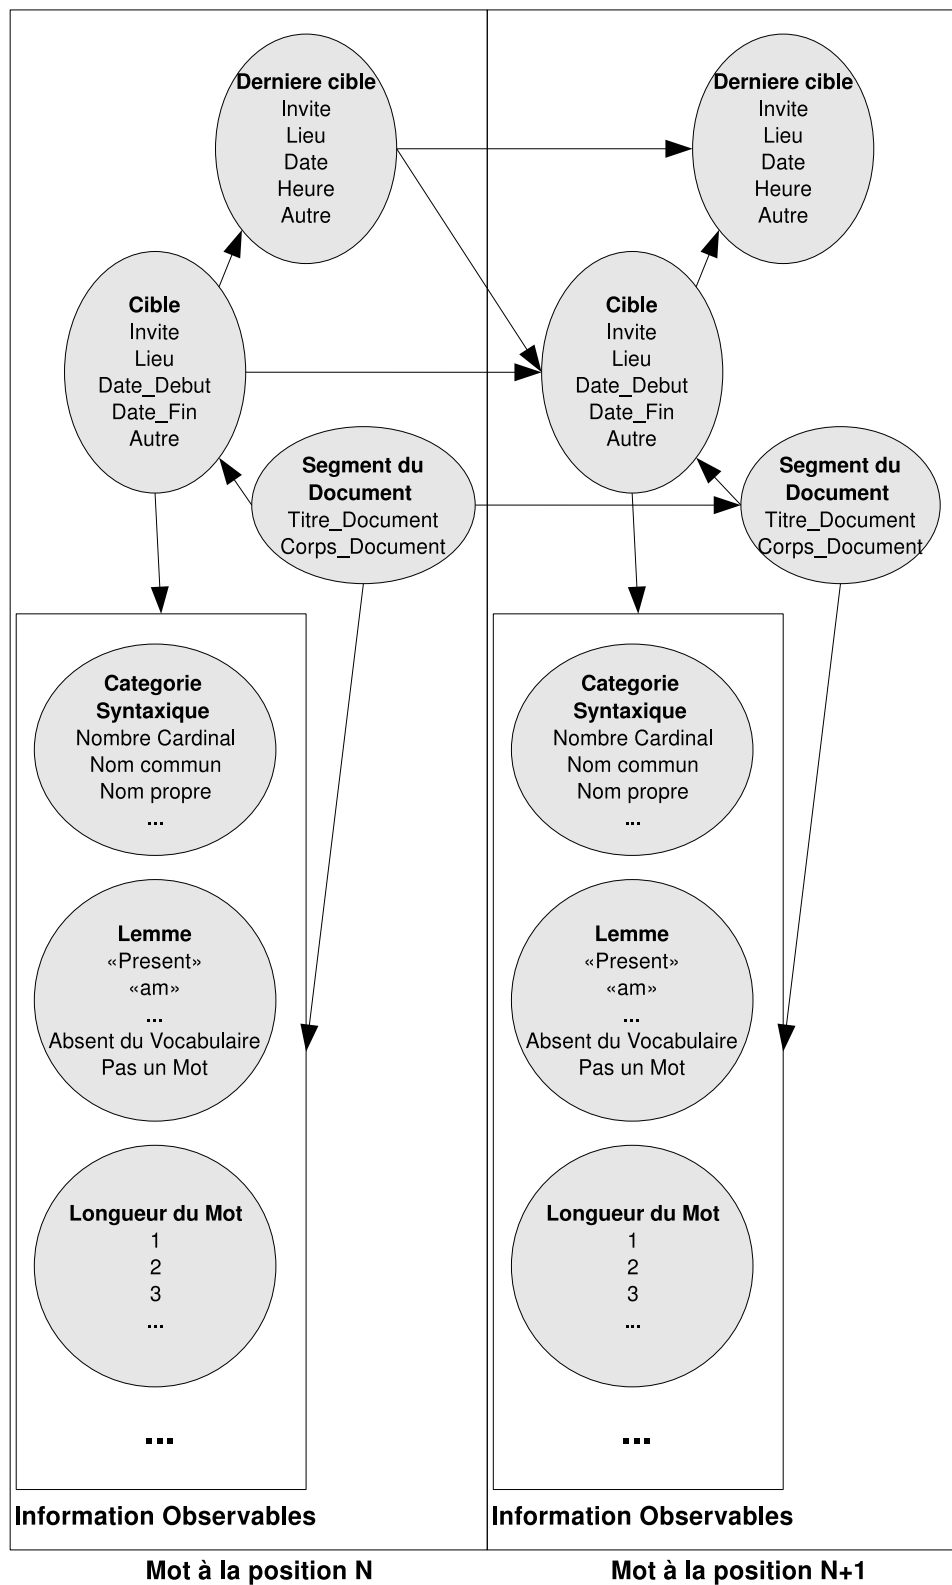 Derniere cible
Invite
Lieu
Date
Heure
Autre
Cible
Invite
Lieu
Date_Debut
Date_Fin
Autre
Segment du
Document
Titre_Document
Corps_Document
Categorie
Syntaxique
Nombre Cardinal
Nom commun
Nom propre
...
Lemme
«Present»
«am»
...
Absent du Vocabulaire
Pas un Mot
Longueur du Mot
1
2
3
...
...
Information Observables
Mot à la position N
Derniere cible
Invite
Lieu
Date
Heure
Autre
Cible
Invite
Lieu
Date_Debut
Date_Fin
Autre
Segment du
Document
Titre_Document
Corps_Document
Categorie
Syntaxique
Nombre Cardinal
Nom commun
Nom propre
...
Lemme
«Present»
«am»
...
Absent du Vocabulaire
Pas un Mot
Longueur du Mot
1
2
3
...
...
Information Observables
Mot à la position N+1